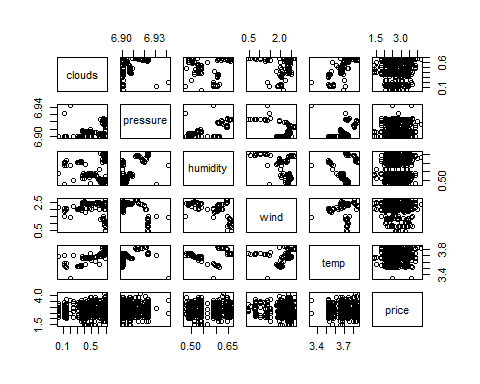 6.90 6.93 0.5 2.0 1.5 3.0
clouds
0.1 0.6
6.90 6.94
pressure
humidity
0.50
0.5 2.5
wind
temp
3.4 3.8
1.5 4.0
price
0.1 0.5 0.50 0.65 3.4 3.7